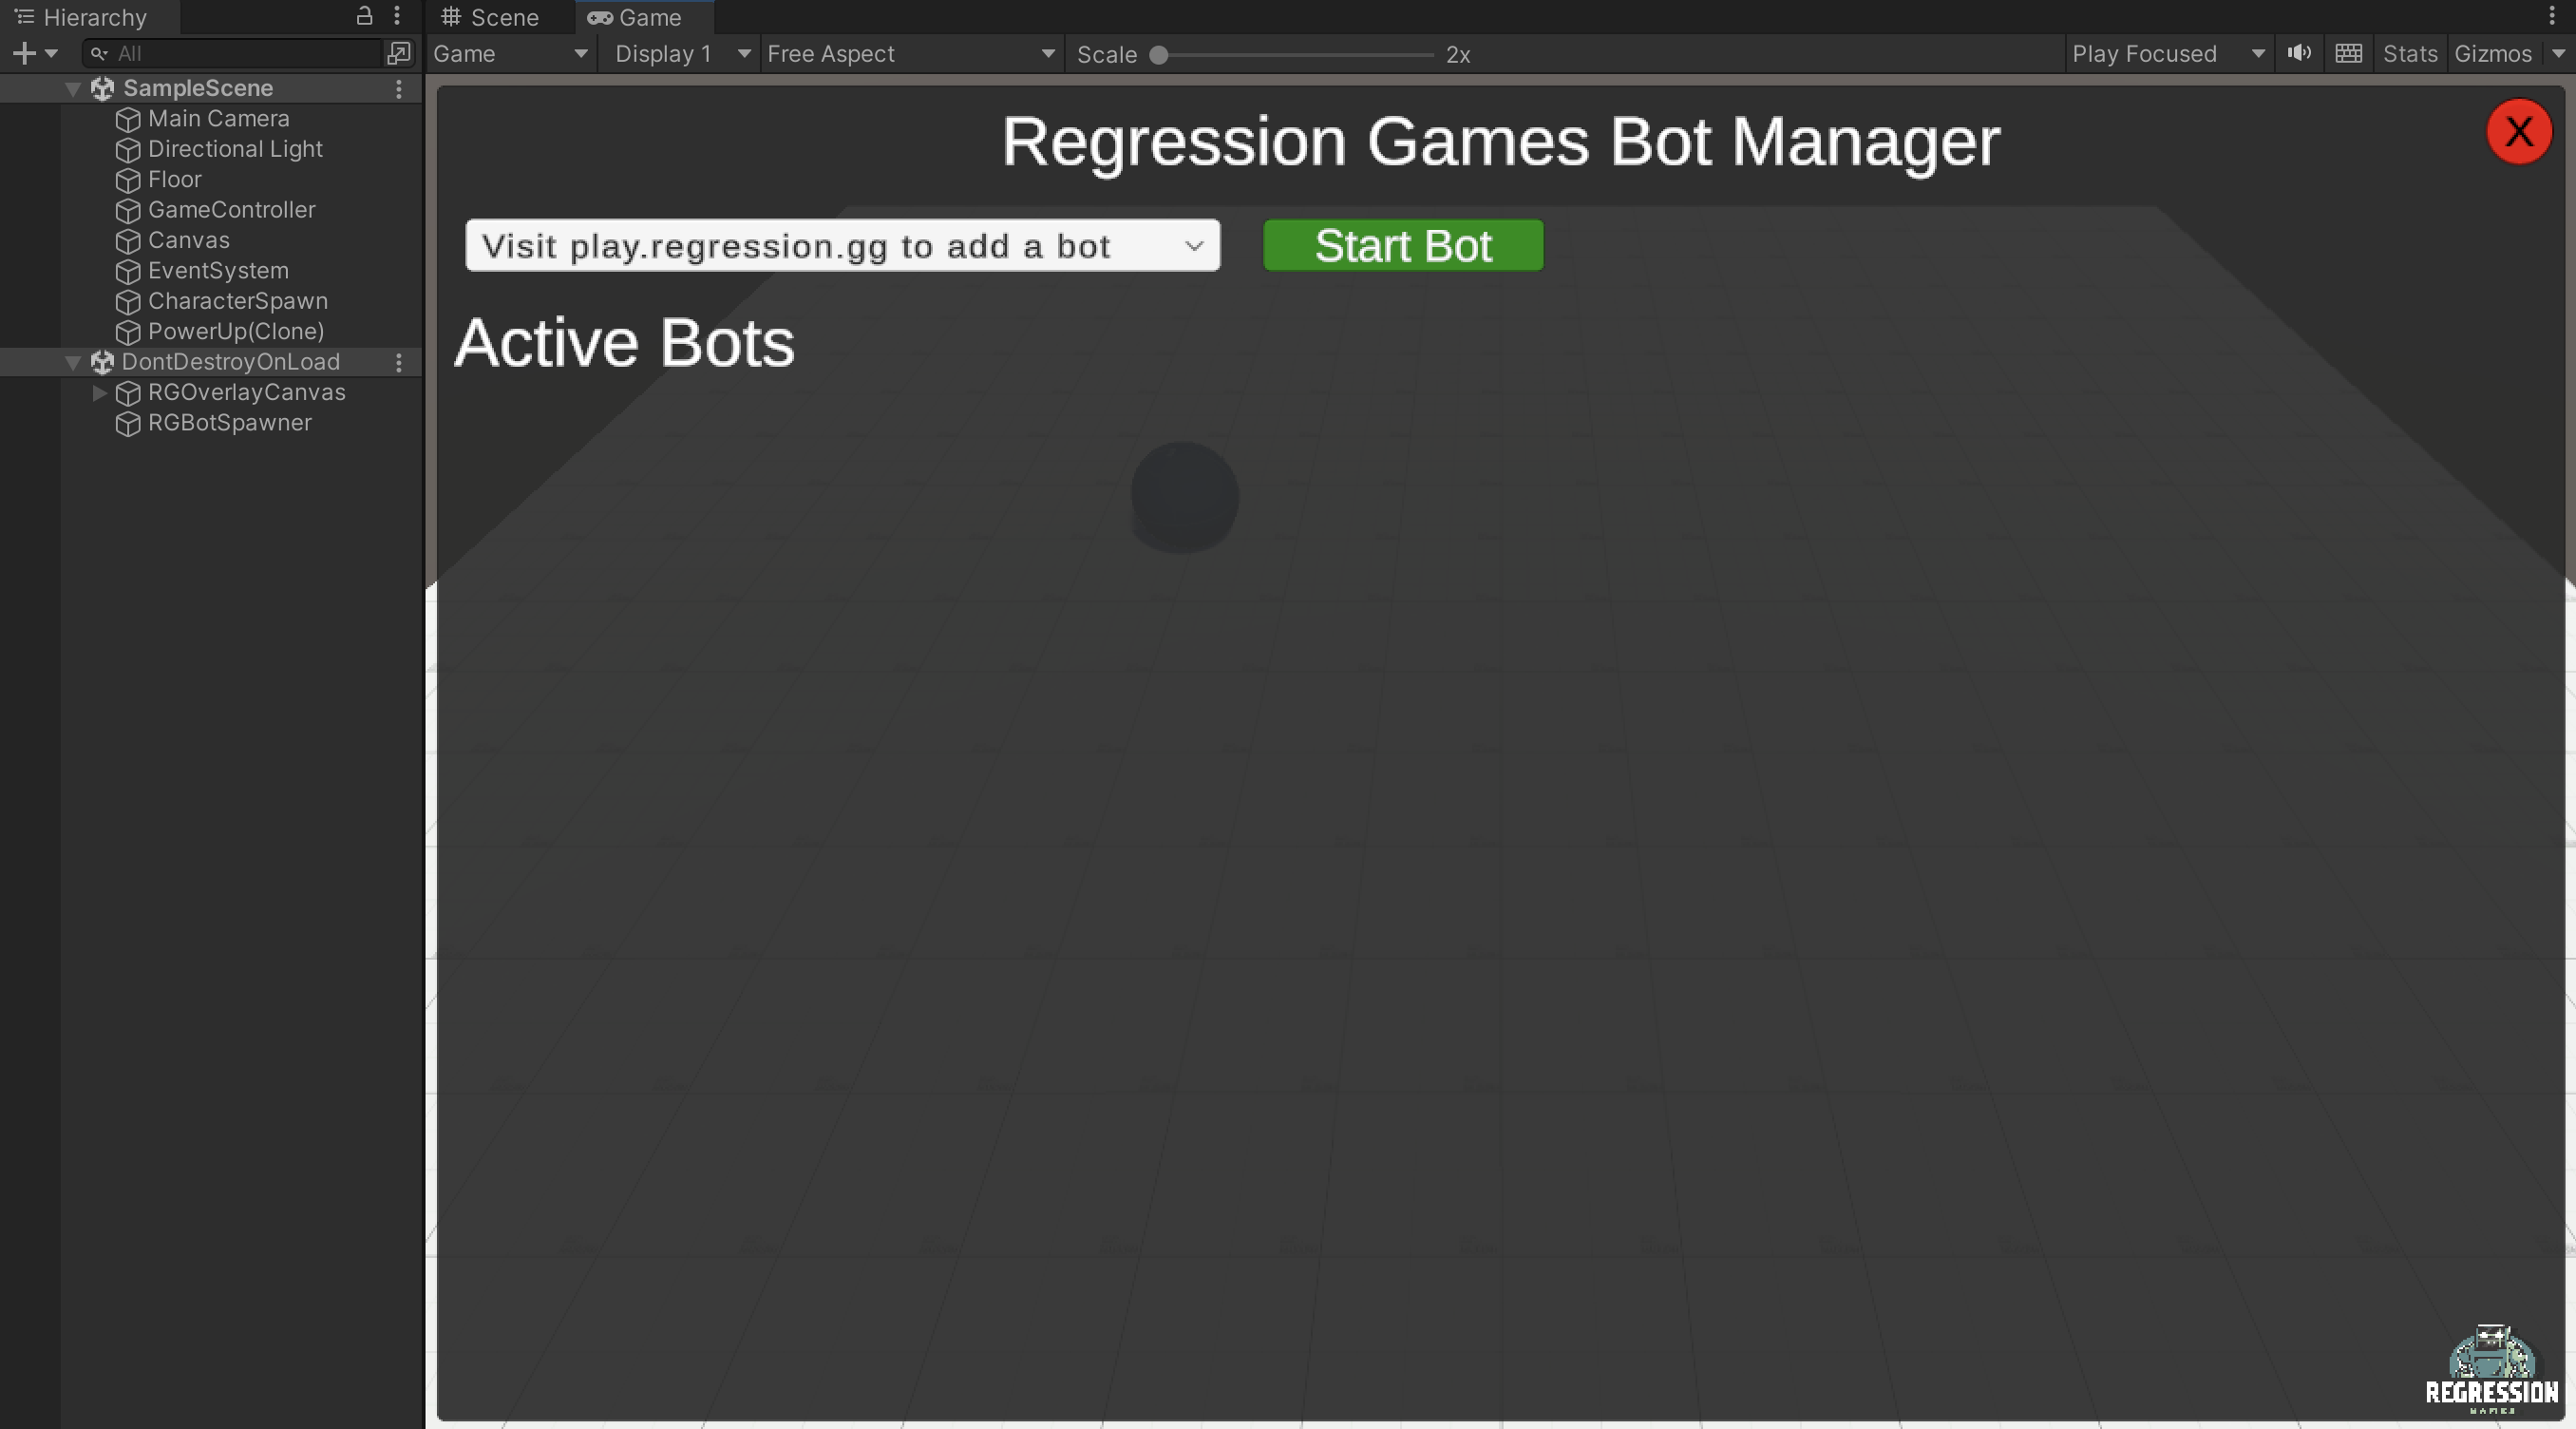 Hierarchy
All
SampleScene
Main Camera
Directional Light
Floor
GameController
Canvas
EventSystem
CharacterSpawn
PowerUp(Clone)
DontDestroyOnLoad
RGOverlayCanvas
RGBotSpawner
Scene Game
Game Display 1 Free Aspect Scale 2x Play Focused Stats Gizmos
Regression Games Bot Manager
X
Visit play.regression.gg to add a bot
Start Bot
Active Bots
REGRESSION
GAMES